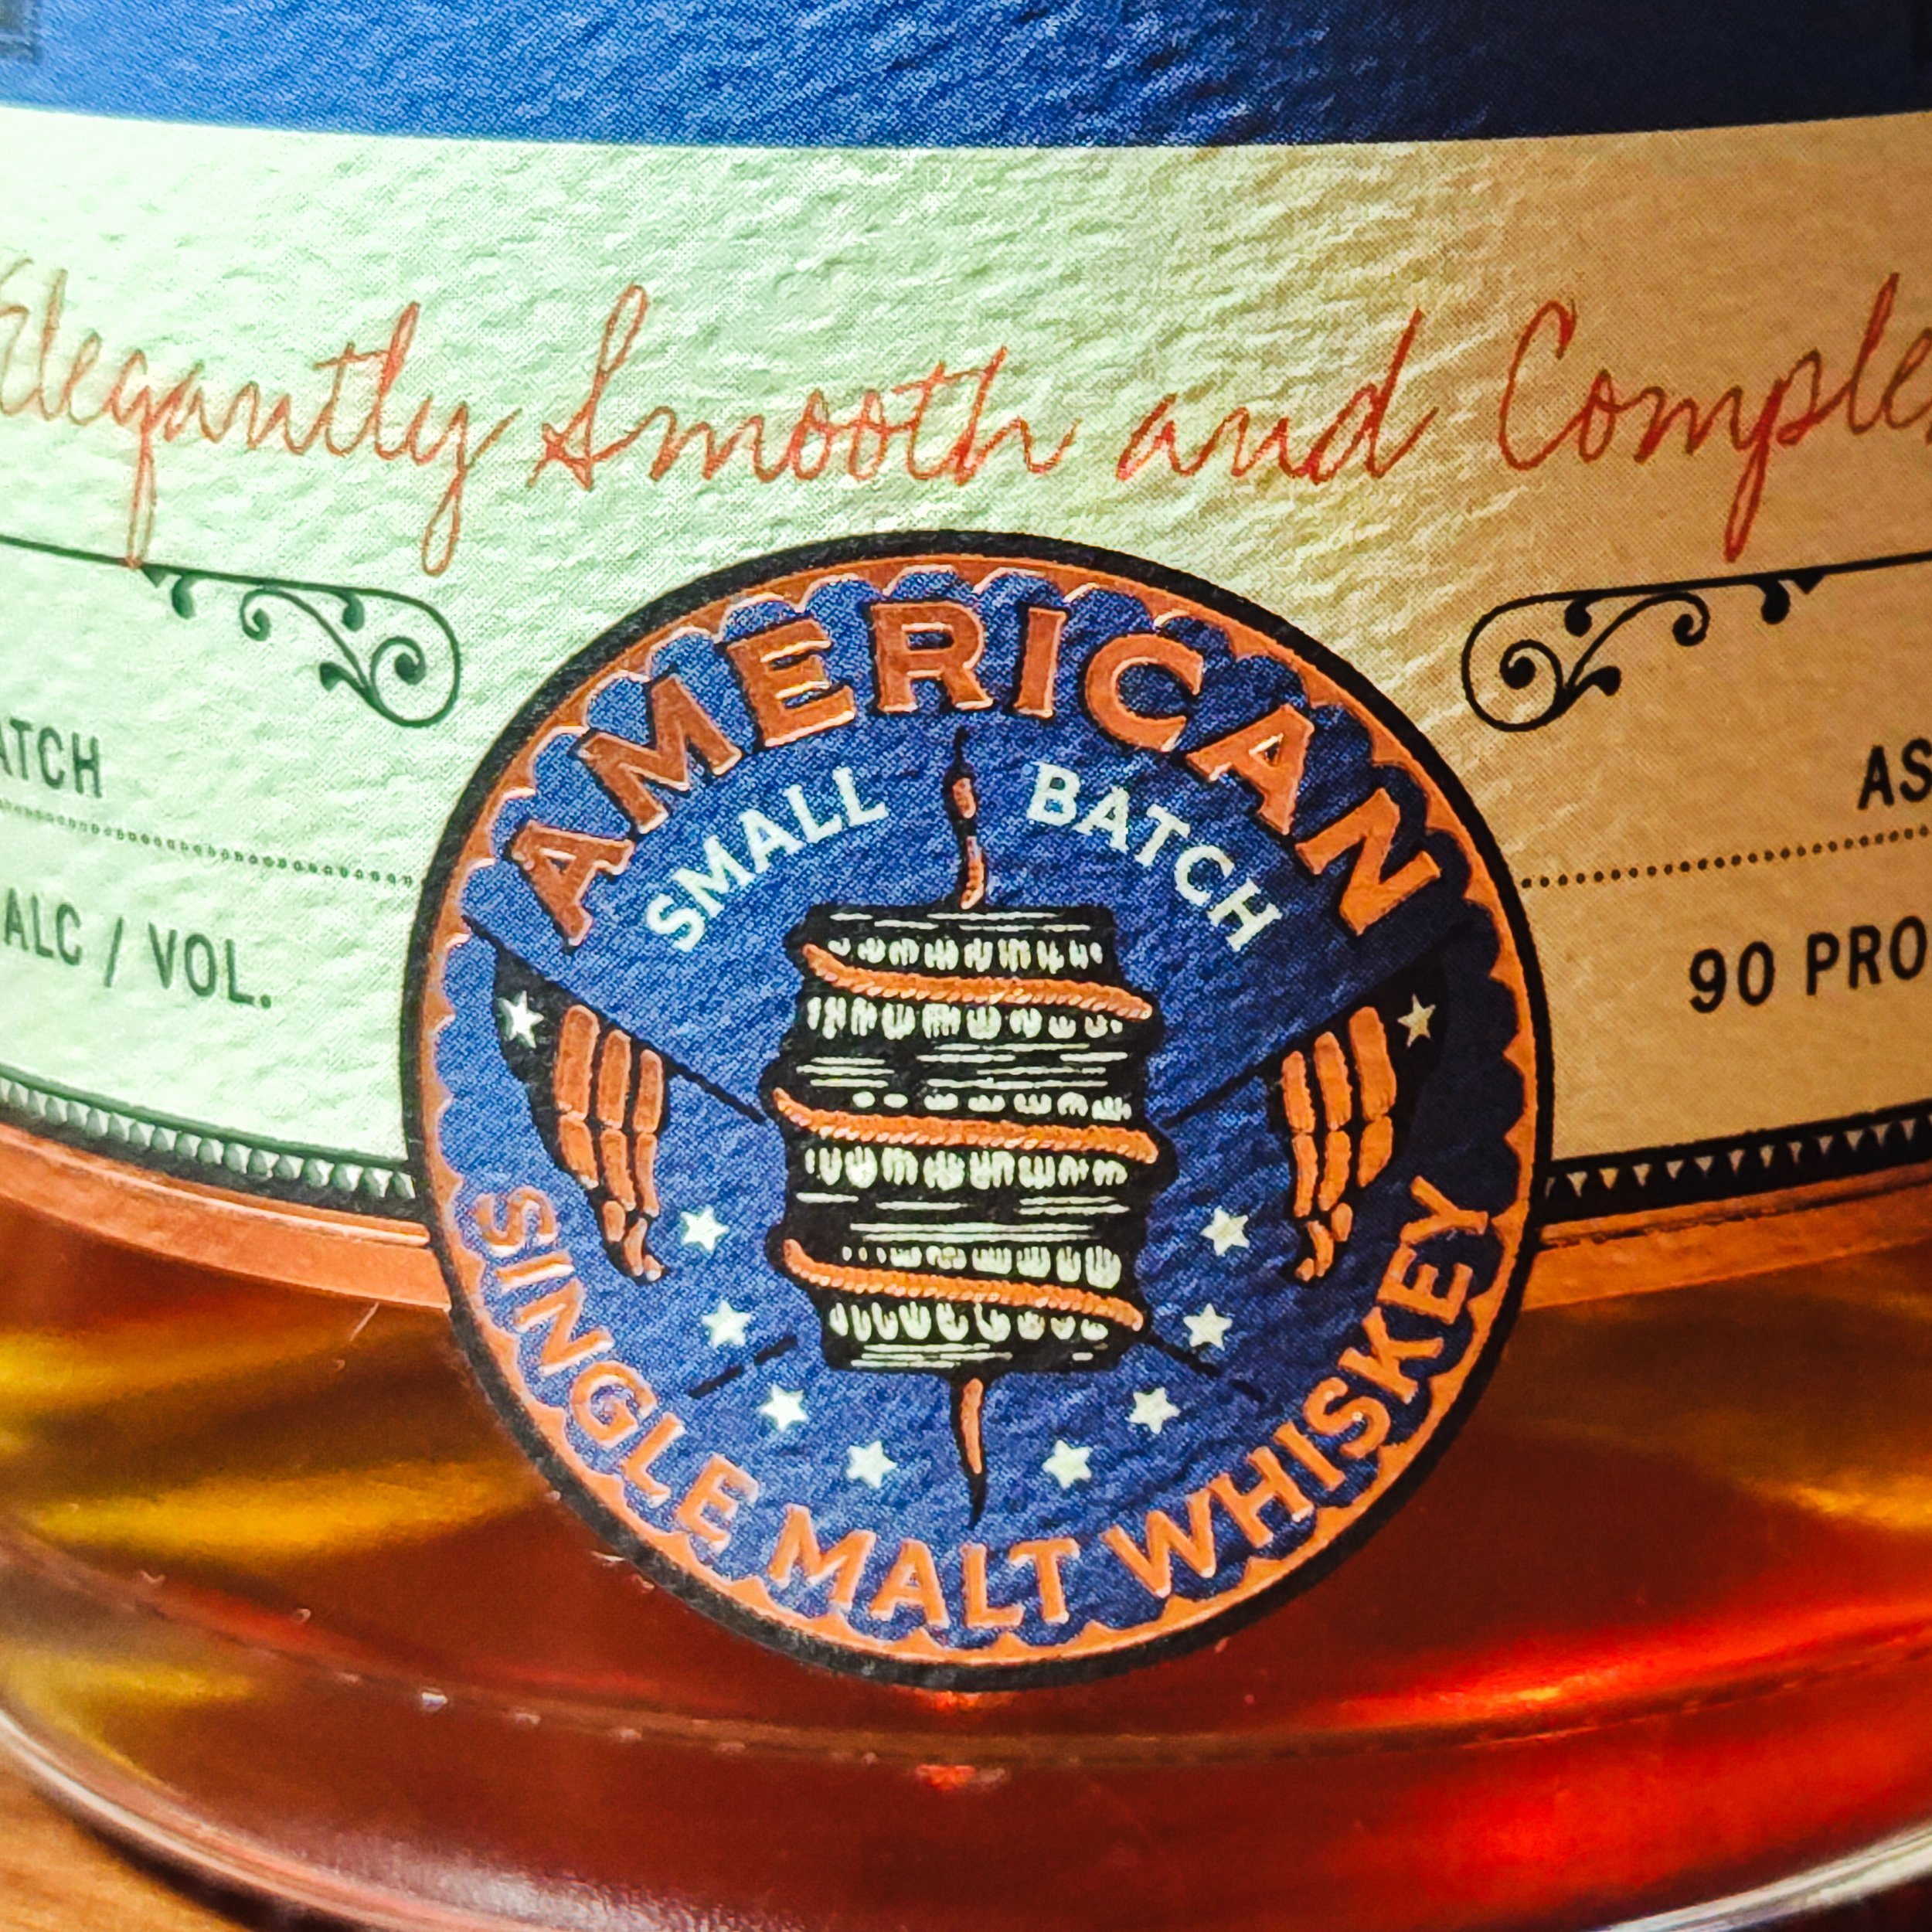 Elegantly Smooth and Comple
ATCH
AS
ALC / VOL.
90 PRO
AMERICAN
SMALL BATCH
SINGLE MALT WHISKEY